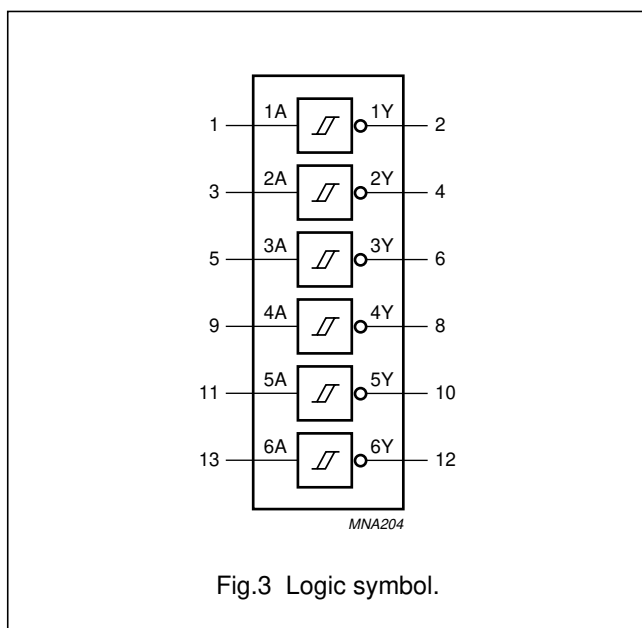 1 1A 1Y 2
3 2A 2Y 4
5 3A 3Y 6
9 4A 4Y 8
11 5A 5Y 10
13 6A 6Y 12
MNA204
Fig.3 Logic symbol.